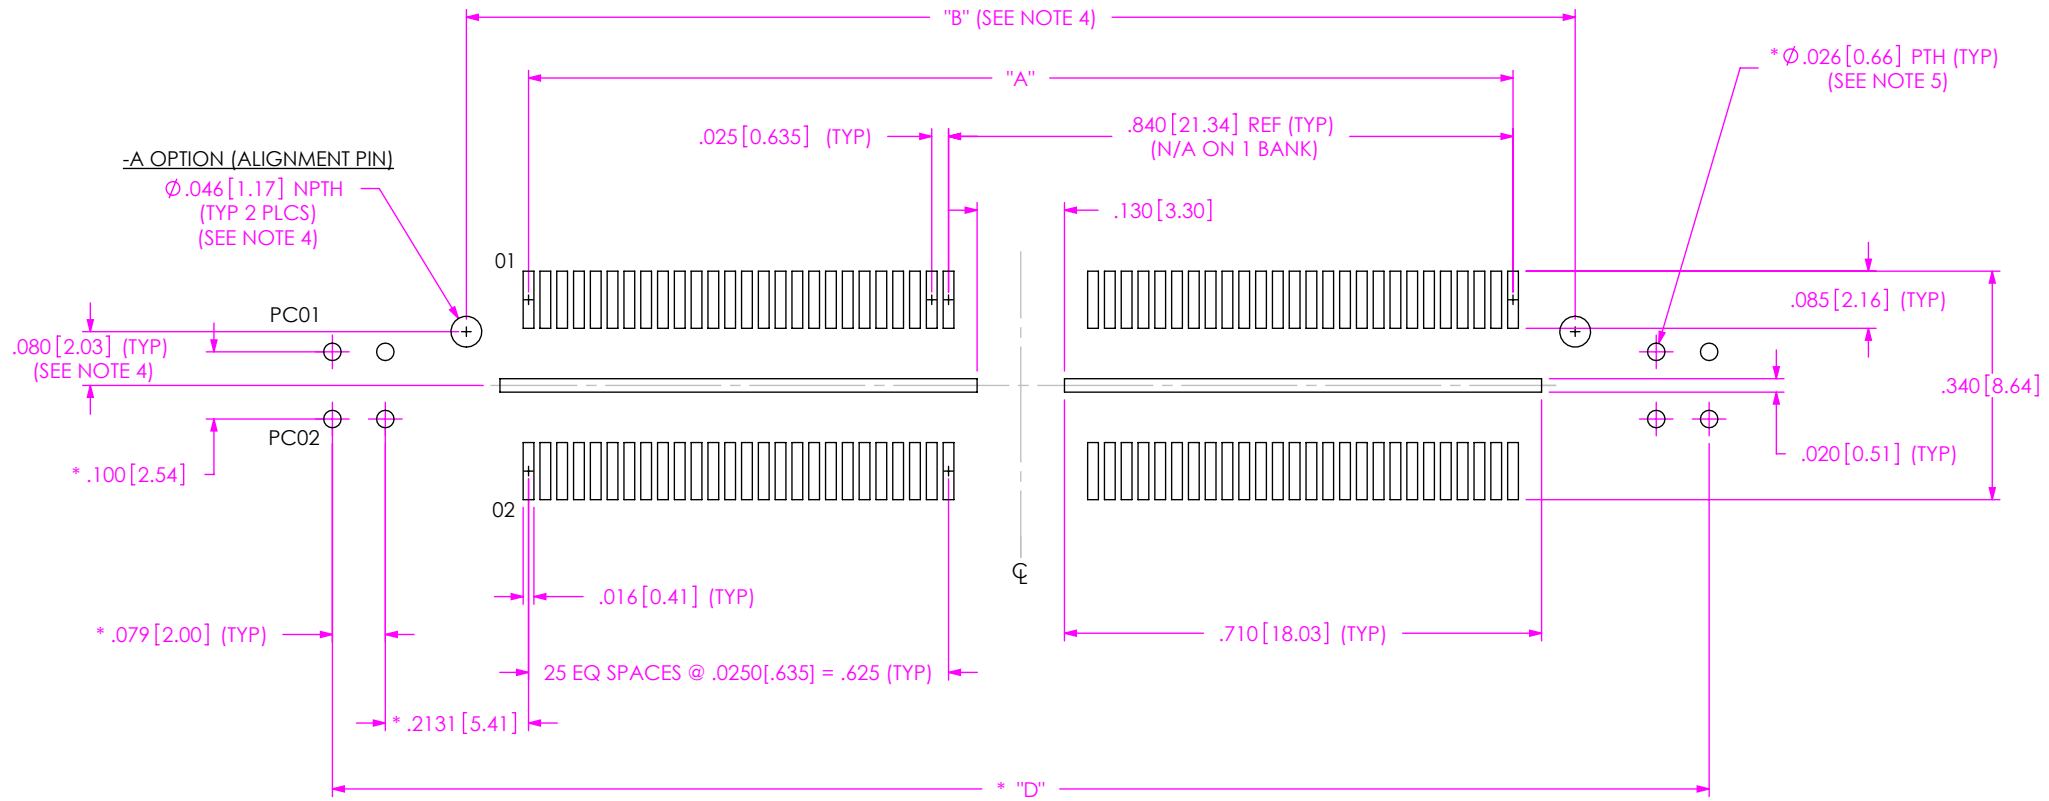 "B" (SEE NOTE 4)
* Ø.026[0.66] PTH (TYP)
(SEE NOTE 5)
"A"
.025[0.635] (TYP)
.840[21.34] REF (TYP)
(N/A ON 1 BANK)
-A OPTION (ALIGNMENT PIN)
Ø.046[1.17] NPTH
(TYP 2 PLCS)
(SEE NOTE 4)
.130[3.30]
01
PC01
.085[2.16] (TYP)
.080[2.03] (TYP)
(SEE NOTE 4)
.340[8.64]
PC02
* .100[2.54]
.020[0.51] (TYP)
02
℄
.016[0.41] (TYP)
* .079[2.00] (TYP)
.710[18.03] (TYP)
25 EQ SPACES @ .0250[.635] = .625 (TYP)
* .2131[5.41]
* "D"